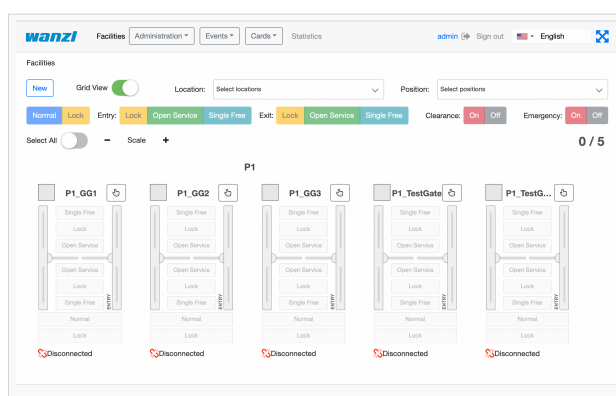 wanzl Facilities Administration Events Cards Statistics admin Sign out English
Facilities
New Grid View Location: Select locations Position: Select positions
Normal Lock Entry: Lock Open Service Single Free Exit: Lock Open Service Single Free Clearance: On Off Emergency: On Off
Select All - Scale + 0 / 5
P1
P1_GG1 P1_GG2 P1_GG3 P1_TestGate P1_TestG...
Single Free Single Free Single Free Single Free Single Free
Lock Lock Lock Lock Lock
Open Service Open Service Open Service Open Service Open Service
Open Service Open Service Open Service Open Service Open Service
Lock Lock Lock Lock Lock
Single Free ENTRY Single Free ENTRY Single Free ENTRY Single Free ENTRY Single Free ENTRY
Normal Normal Normal Normal Normal
Lock Lock Lock Lock Lock
Disconnected Disconnected Disconnected Disconnected Disconnected